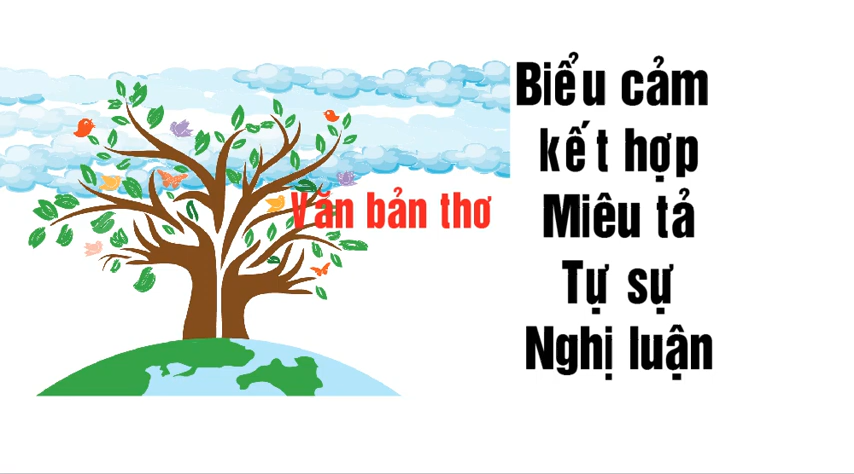 Văn bản thơ
Biểu cảm
kết hợp
Miêu tả
Tự sự
Nghị luận